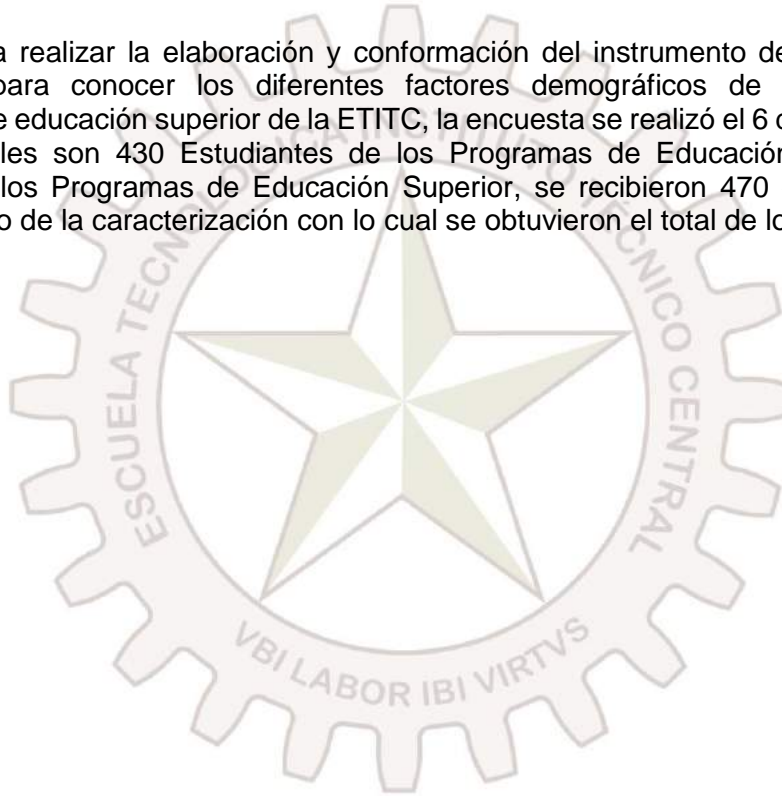 a realizar la elaboración y conformación del instrumento de
para conocer los diferentes factores demográficos de
e educación superior de la ETITC, la encuesta se realizó el 6
les son 430 Estudiantes de los Programas de Educación
los Programas de Educación Superior, se recibieron 470
o de la caracterización con lo cual se obtuvieron el total de lo
ESCUELA TECNOLÓGICA INSTITUTO TÉCNICO CENTRAL
VBI LABOR IBI VIRTVS